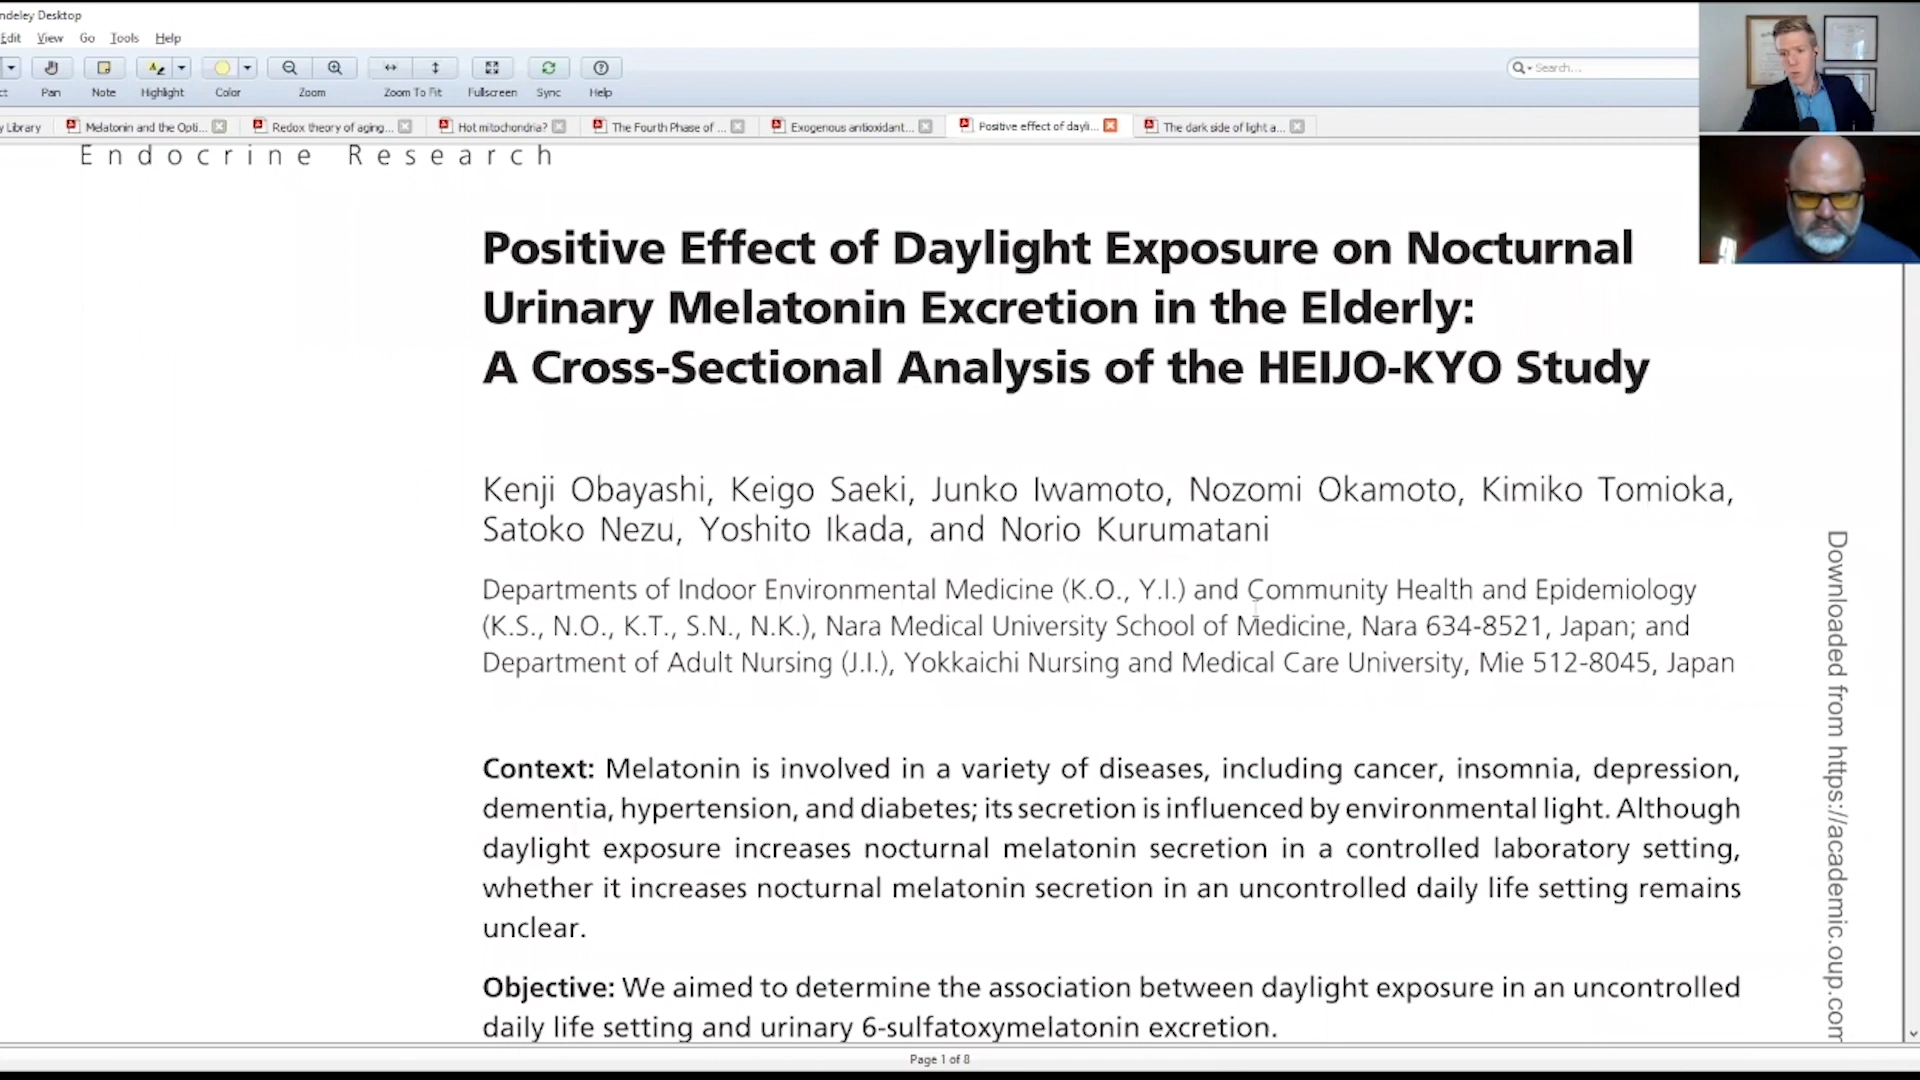 ndeley Desktop
Edit View Go Tools Help
Search...
ct Pan Note Highlight Color Zoom Zoom To Fit Fullscreen Sync Help
y Library Melatonin and the Opti... Redox theory of aging... Hot mitochondria? The Fourth Phase of ... Exogenous antioxidant... Positive effect of dayli... The dark side of light a...
Endocrine Research
Positive Effect of Daylight Exposure on Nocturnal
Urinary Melatonin Excretion in the Elderly:
A Cross-Sectional Analysis of the HEIJO-KYO Study
Kenji Obayashi, Keigo Saeki, Junko Iwamoto, Nozomi Okamoto, Kimiko Tomioka,
Satoko Nezu, Yoshito Ikada, and Norio Kurumatani
Departments of Indoor Environmental Medicine (K.O., Y.I.) and Community Health and Epidemiology
(K.S., N.O., K.T., S.N., N.K.), Nara Medical University School of Medicine, Nara 634-8521, Japan; and
Department of Adult Nursing (J.I.), Yokkaichi Nursing and Medical Care University, Mie 512-8045, Japan
Context: Melatonin is involved in a variety of diseases, including cancer, insomnia, depression,
dementia, hypertension, and diabetes; its secretion is influenced by environmental light. Although
daylight exposure increases nocturnal melatonin secretion in a controlled laboratory setting,
whether it increases nocturnal melatonin secretion in an uncontrolled daily life setting remains
unclear.
Objective: We aimed to determine the association between daylight exposure in an uncontrolled
daily life setting and urinary 6-sulfatoxymelatonin excretion.
Downloaded from https://academic.oup.com
Page 1 of 8